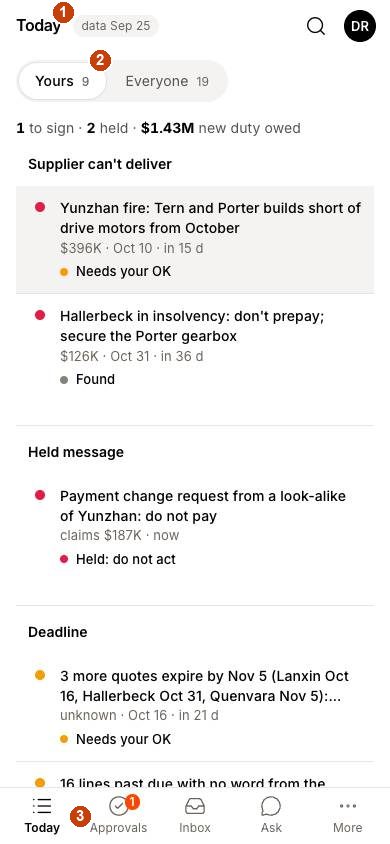 Today 1 data Sep 25 DR
2
Yours 9 Everyone 19
1 to sign · 2 held · $1.43M new duty owed
Supplier can't deliver
Yunzhan fire: Tern and Porter builds short of
drive motors from October
$396K · Oct 10 · in 15 d
Needs your OK
Hallerbeck in insolvency: don't prepay;
secure the Porter gearbox
$126K · Oct 31 · in 36 d
Found
Held message
Payment change request from a look-alike
of Yunzhan: do not pay
claims $187K · now
Held: do not act
Deadline
3 more quotes expire by Nov 5 (Lanxin Oct
16, Hallerbeck Oct 31, Quenvara Nov 5):...
unknown · Oct 16 · in 21 d
Needs your OK
16 lines past due with no word from the
1
Today 3 Approvals Inbox Ask More